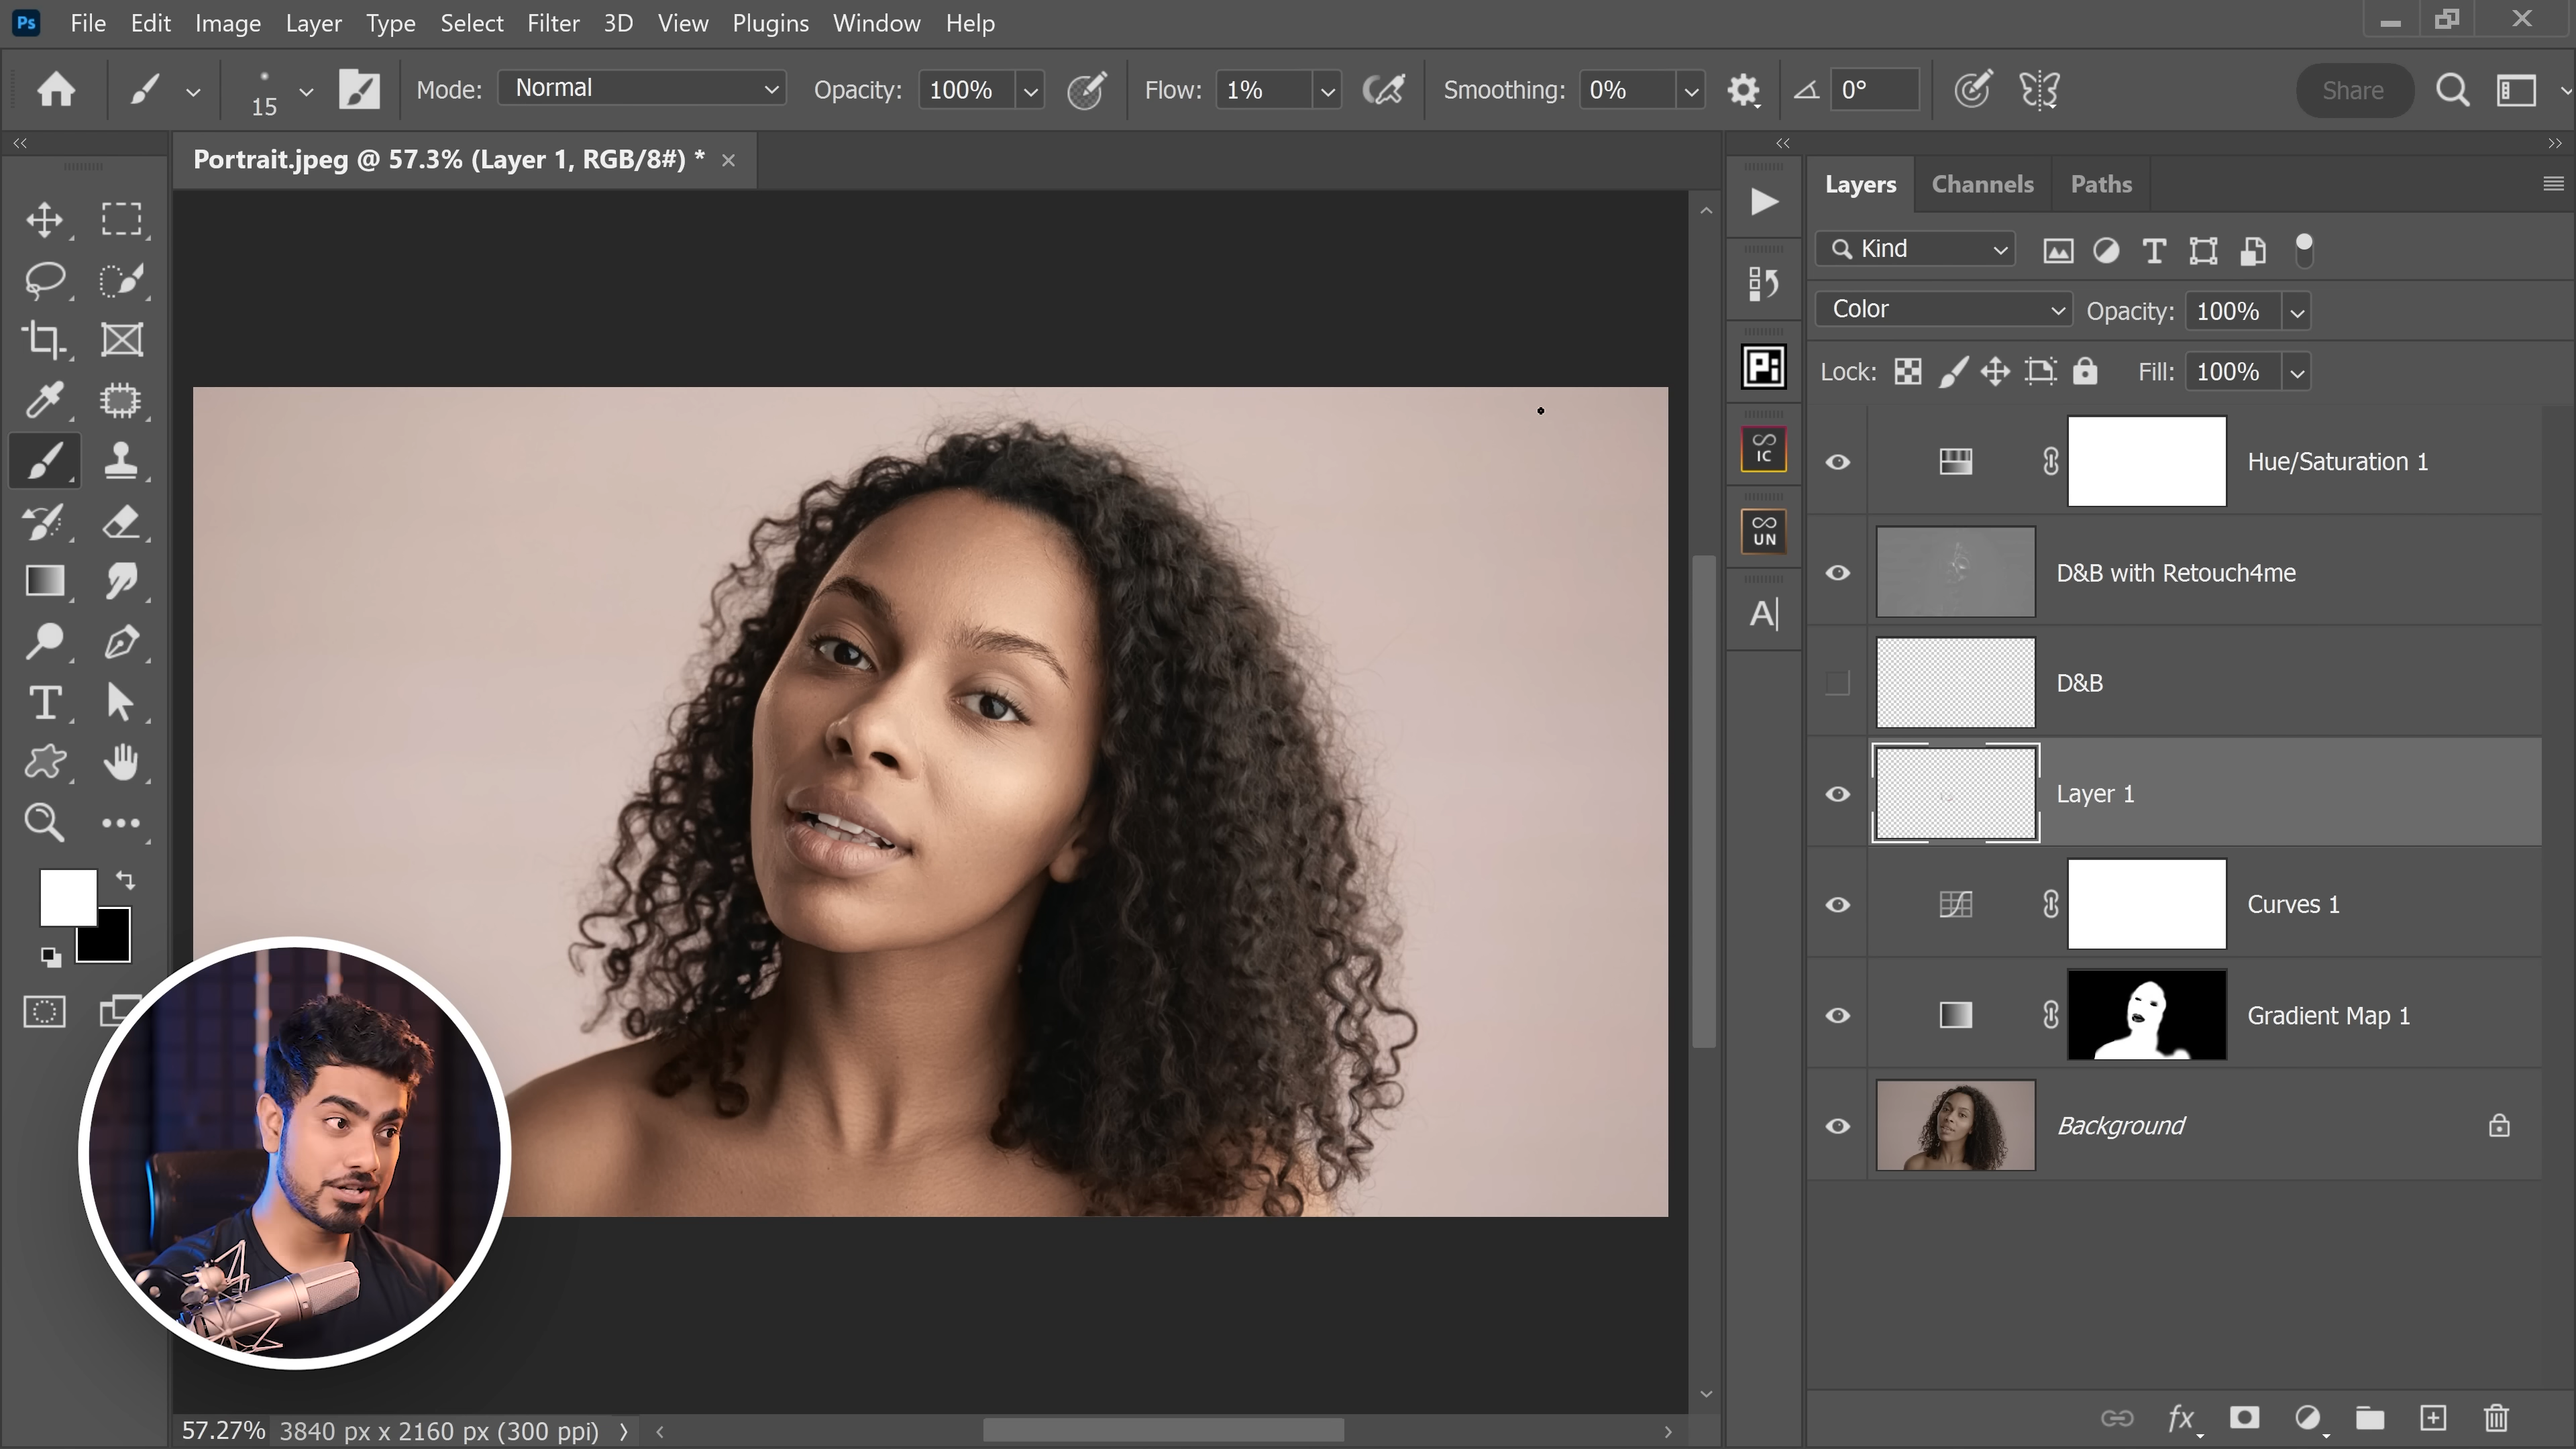 Ps File Edit Image Layer Type Select Filter 3D View Plugins Window Help
15 Mode: Normal Opacity: 100% Flow: 1% Smoothing: 0% 0° Share
Portrait.jpeg @ 57.3% (Layer 1, RGB/8#) *
Layers Channels Paths
Kind
Color Opacity: 100%
Lock: Fill: 100%
Pi
IC
UN
A
T
Hue/Saturation 1
D&B with Retouch4me
D&B
Layer 1
Curves 1
Gradient Map 1
Background
57.27% 3840 px x 2160 px (300 ppi)
fx